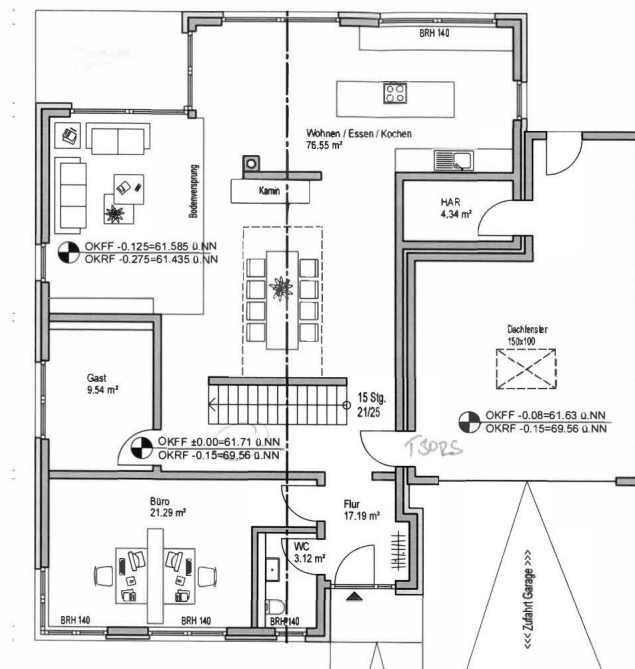 BRH 140
Wohnen / Essen / Kochen
76.55 m²
Bodenversprung
Kamin
HAR
4.34 m²
OKFF -0.125=61.585 ü.NN
OKRF -0.275=61.435 ü.NN
Dachfenster
150x100
Gast
9.54 m²
15 Stg.
21/25
OKFF -0.08=61.63 ü.NN
OKRF -0.15=69.56 ü.NN
OKFF ±0.00=61.71 ü.NN
OKRF -0.15=69.56 ü.NN
T30RS
Büro
21.29 m²
Flur
17.19 m²
WC
3.12 m²
<<< Zufahrt Garage >>>
BRH 140
BRH 140
BRH 140